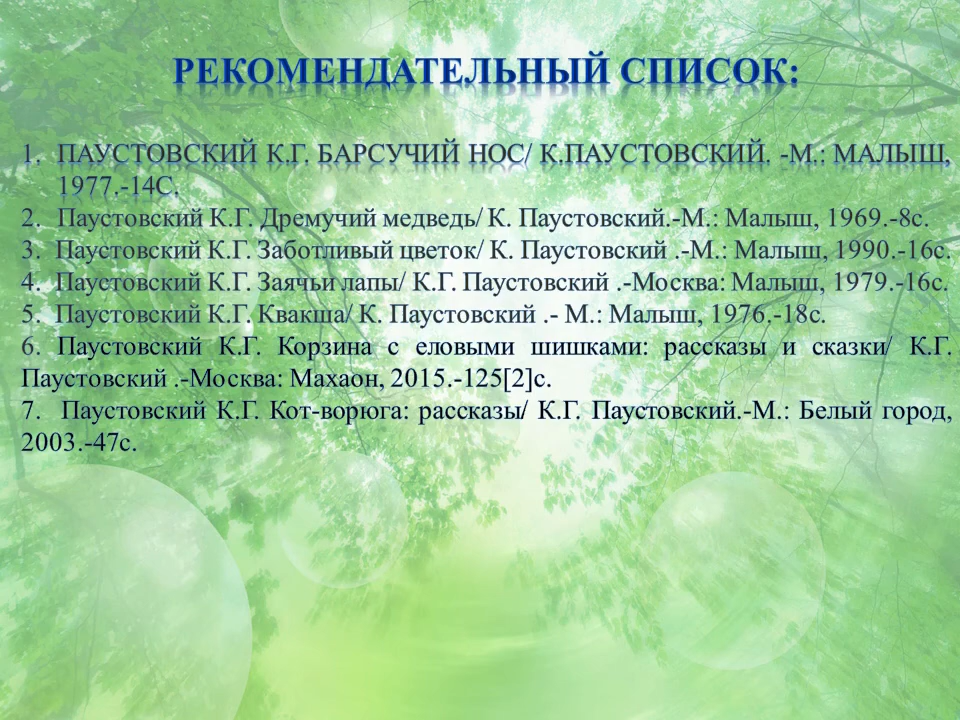 РЕКОМЕНДАТЕЛЬНЫЙ СПИСОК:
1. ПАУСТОВСКИЙ К.Г. БАРСУЧИЙ НОС/ К.ПАУСТОВСКИЙ. -М.: МАЛЫШ,
1977.-14С.
2. Паустовский К.Г. Дремучий медведь/ К. Паустовский.-М.: Малыш, 1969.-8с.
3. Паустовский К.Г. Заботливый цветок/ К. Паустовский .-М.: Малыш, 1990.-16с.
4. Паустовский К.Г. Заячьи лапы/ К.Г. Паустовский .-Москва: Малыш, 1979.-16с.
5. Паустовский К.Г. Квакша/ К. Паустовский .- М.: Малыш, 1976.-18с.
6. Паустовский К.Г. Корзина с еловыми шишками: рассказы и сказки/ К.Г.
Паустовский .-Москва: Махаон, 2015.-125[2]с.
7. Паустовский К.Г. Кот-ворюга: рассказы/ К.Г. Паустовский.-М.: Белый город,
2003.-47с.